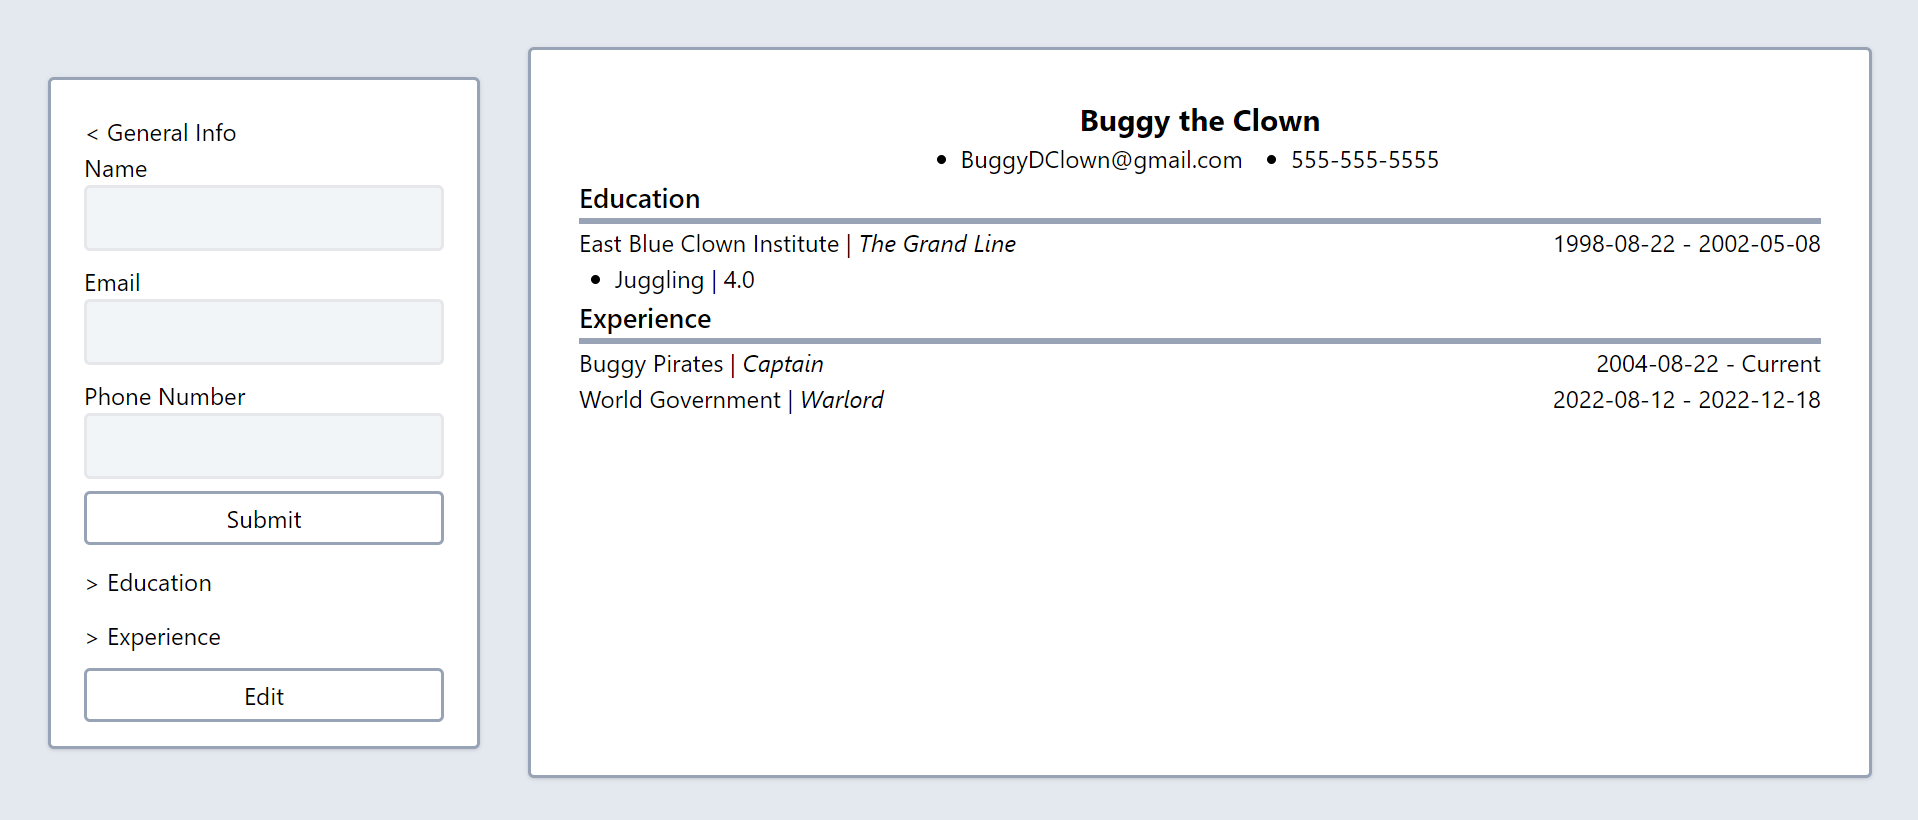 < General Info
Name
Email
Phone Number
Submit
> Education
> Experience
Edit
Buggy the Clown
• BuggyDClown@gmail.com • 555-555-5555
Education
East Blue Clown Institute | The Grand Line 1998-08-22 - 2002-05-08
• Juggling | 4.0
Experience
Buggy Pirates | Captain 2004-08-22 - Current
World Government | Warlord 2022-08-12 - 2022-12-18